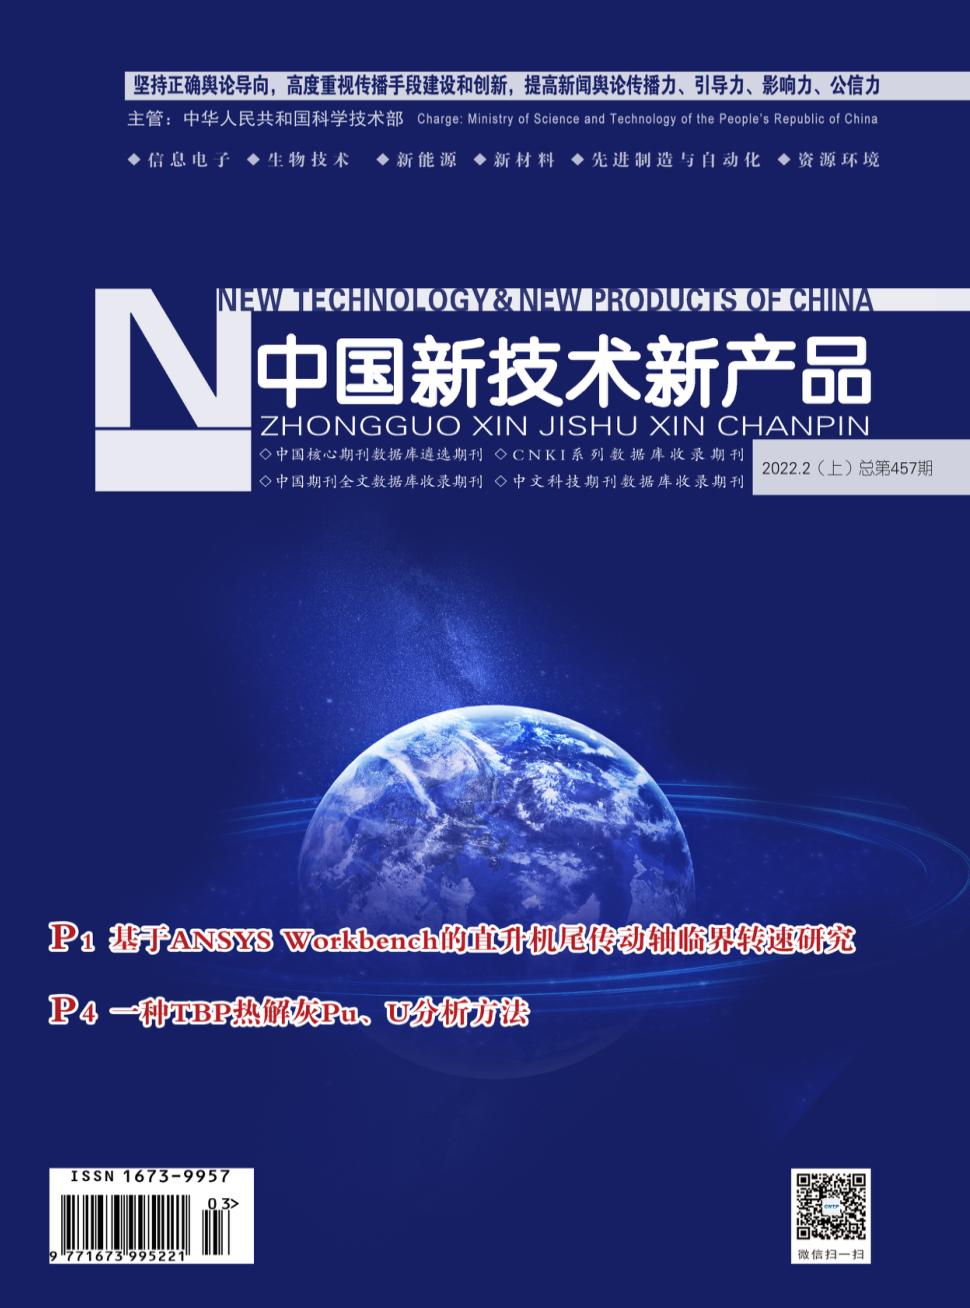 坚持正确舆论导向，高度重视传播手段建设和创新，提高新闻舆论传播力、引导力、影响力、公信力
主管：中华人民共和国科学技术部 Charge: Ministry of Science and Technology of the People's Republic of China
◆信息电子 ◆生物技术 ◆新能源 ◆新材料 ◆先进制造与自动化 ◆资源环境
N
NEW TECHNOLOGY&NEW PRODUCTS OF CHINA
中国新技术新产品
ZHONGGUO XIN JISHU XIN CHANPIN
◇中国核心期刊数据库遴选期刊 ◇CNKI系列数据库收录期刊
◇中国期刊全文数据库收录期刊 ◇中文科技期刊数据库收录期刊
2022.2（上）总第457期
P1 基于ANSYS Workbench的直升机尾传动轴临界转速研究
P4 一种TBP热解灰Pu、U分析方法
ISSN 1673-9957
03>
9 771673 995221
CNTP
微信扫一扫